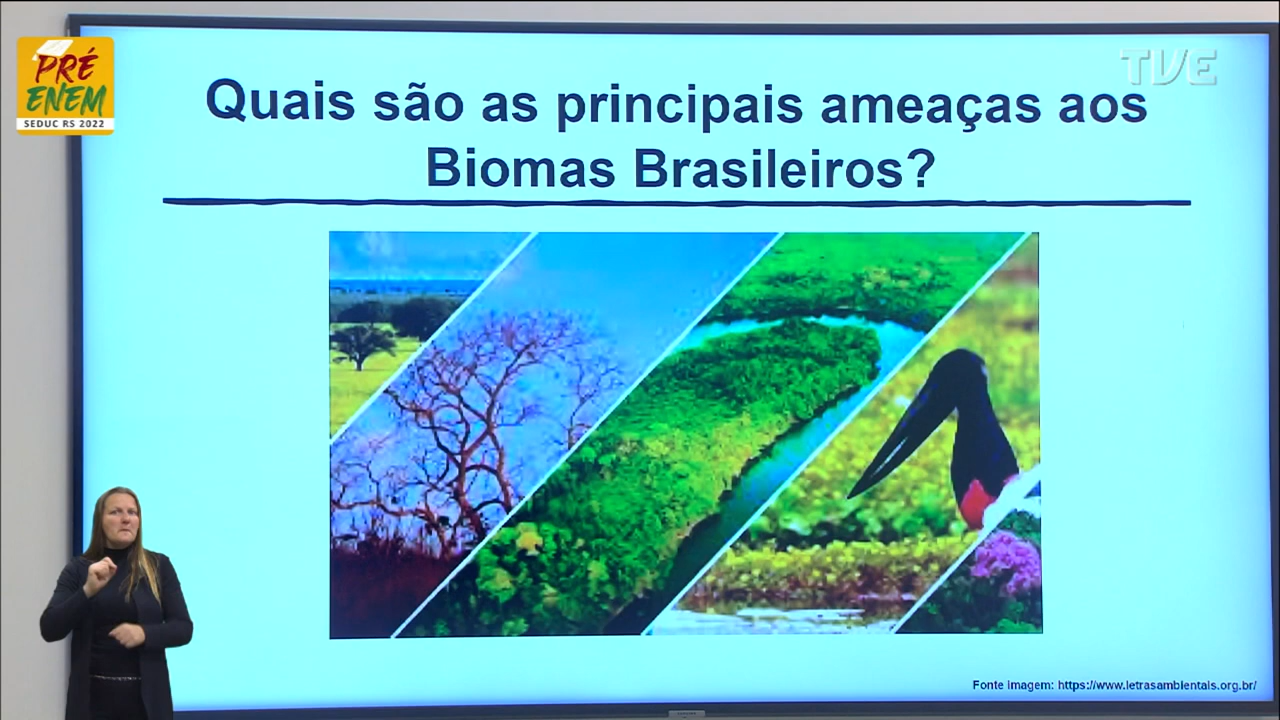 PRÉ
ENEM
SEDUC RS 2022
TVE
Quais são as principais ameaças aos
Biomas Brasileiros?
Fonte imagem: https://www.letrasambientais.org.br/